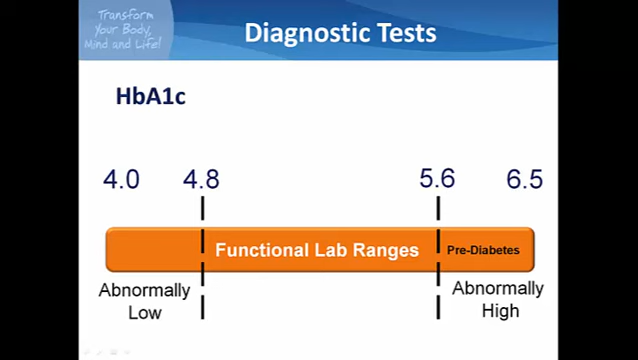 Transform
Your Body,
Mind and Life!
Diagnostic Tests
HbA1c
4.0 4.8 5.6 6.5
Functional Lab Ranges Pre-Diabetes
Abnormally
Low
Abnormally
High